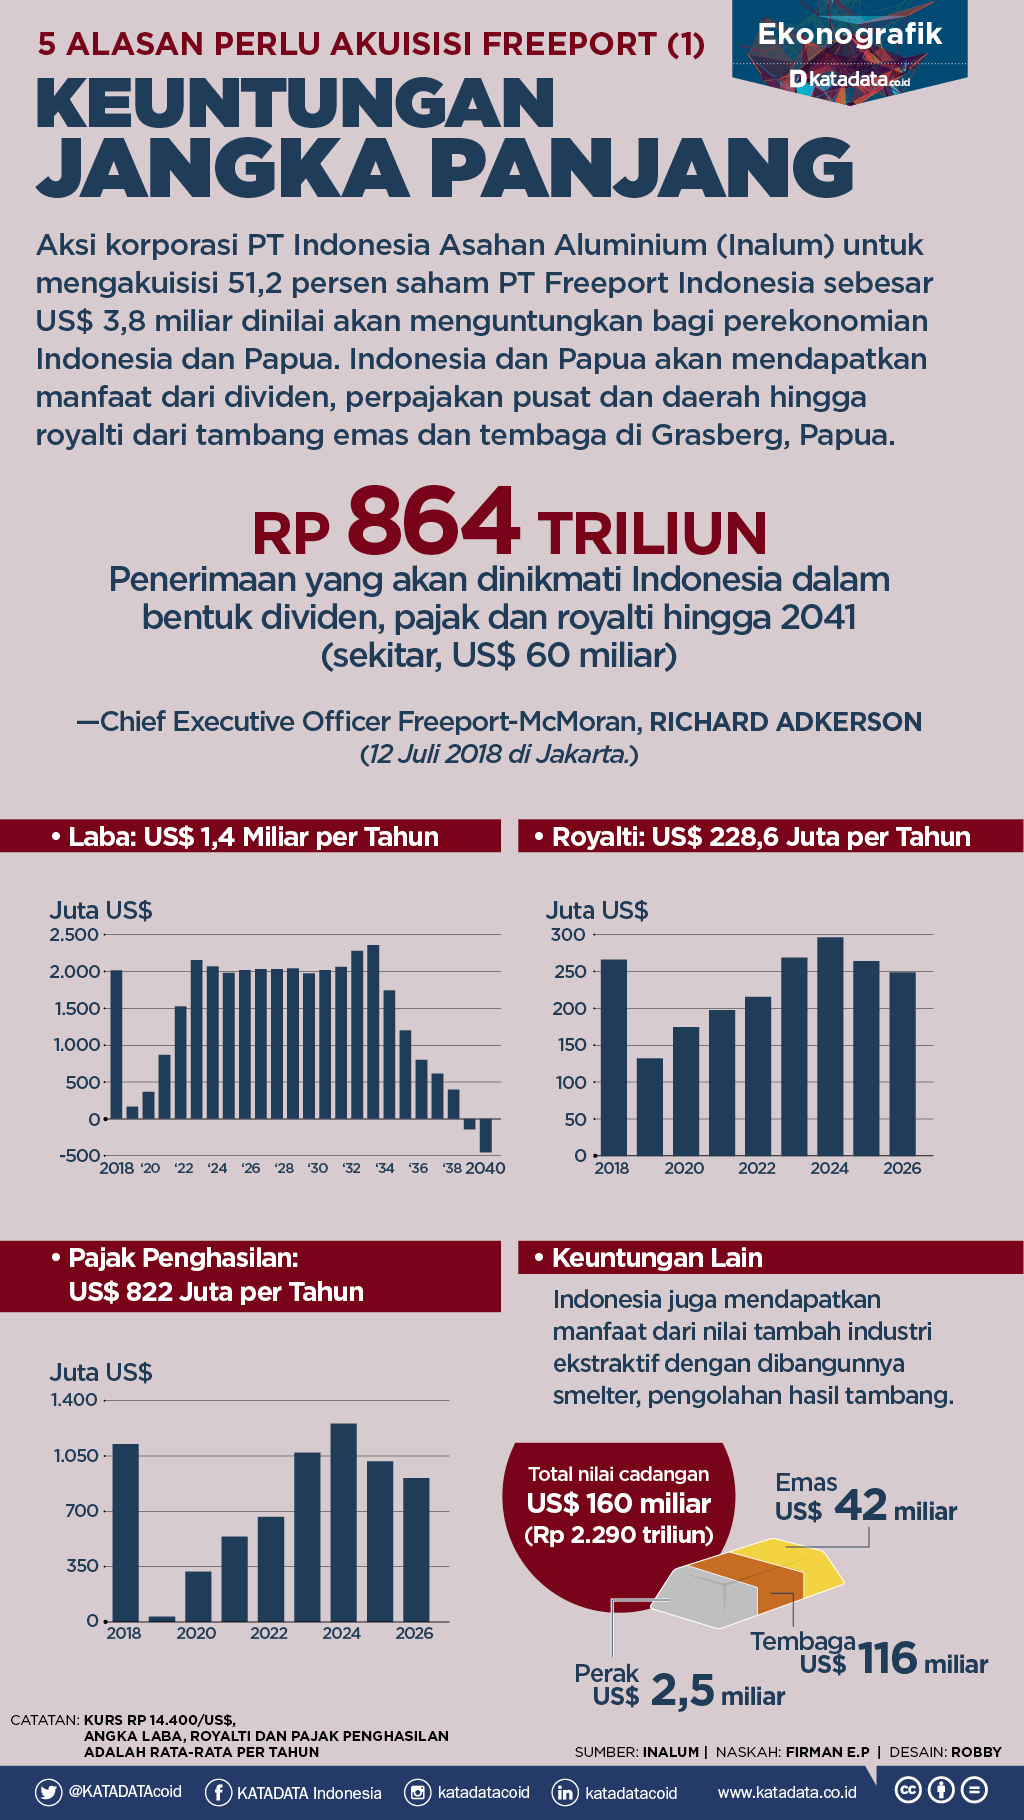 5 ALASAN PERLU AKUISISI FREEPORT (1)
Ekonografik
Dkatadata.co.id
KEUNTUNGAN
JANGKA PANJANG
Aksi korporasi PT Indonesia Asahan Aluminium (Inalum) untuk
mengakuisisi 51,2 persen saham PT Freeport Indonesia sebesar
US$ 3,8 miliar dinilai akan menguntungkan bagi perekonomian
Indonesia dan Papua. Indonesia dan Papua akan mendapatkan
manfaat dari dividen, perpajakan pusat dan daerah hingga
royalti dari tambang emas dan tembaga di Grasberg, Papua.
RP 864 TRILIUN
Penerimaan yang akan dinikmati Indonesia dalam
bentuk dividen, pajak dan royalti hingga 2041
(sekitar, US$ 60 miliar)
—Chief Executive Officer Freeport-McMoran, RICHARD ADKERSON
(12 Juli 2018 di Jakarta.)
• Laba: US$ 1,4 Miliar per Tahun
Juta US$
2.500
2.000
1.500
1.000
500
0
-500
2018 ‘20 ‘22 ‘24 ‘26 ‘28 ‘30 ‘32 ‘34 ‘36 ‘38 2040
• Royalti: US$ 228,6 Juta per Tahun
Juta US$
300
250
200
150
100
50
0
2018 2020 2022 2024 2026
• Pajak Penghasilan:
US$ 822 Juta per Tahun
Juta US$
1.400
1.050
700
350
0
2018 2020 2022 2024 2026
• Keuntungan Lain
Indonesia juga mendapatkan
manfaat dari nilai tambah industri
ekstraktif dengan dibangunnya
smelter, pengolahan hasil tambang.
Total nilai cadangan
US$ 160 miliar
(Rp 2.290 triliun)
Emas
US$ 42 miliar
Tembaga
US$ 116 miliar
Perak
US$ 2,5 miliar
CATATAN: KURS RP 14.400/US$,
ANGKA LABA, ROYALTI DAN PAJAK PENGHASILAN
ADALAH RATA-RATA PER TAHUN
SUMBER: INALUM | NASKAH: FIRMAN E.P | DESAIN: ROBBY
@KATADATAcoid KATADATA Indonesia katadatacoid katadatacoid www.katadata.co.id